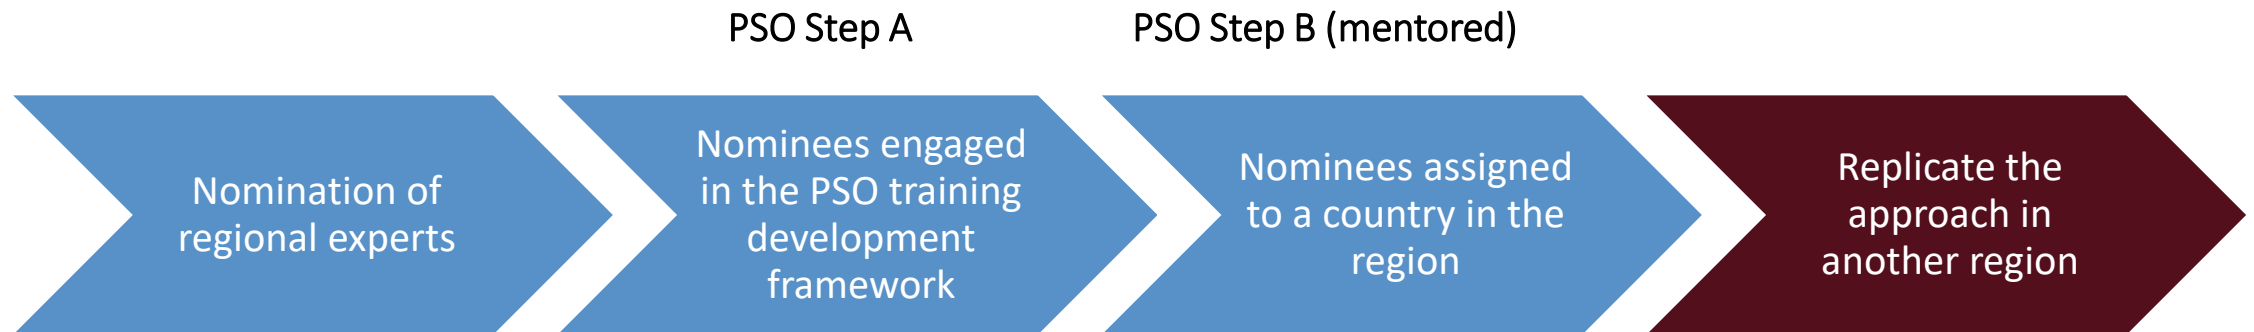 PSO Step A
PSO Step B (mentored)
Nomination of
regional experts
Nominees engaged
in the PSO training
development
framework
Nominees assigned
to a country in the
region
Replicate the
approach in
another region